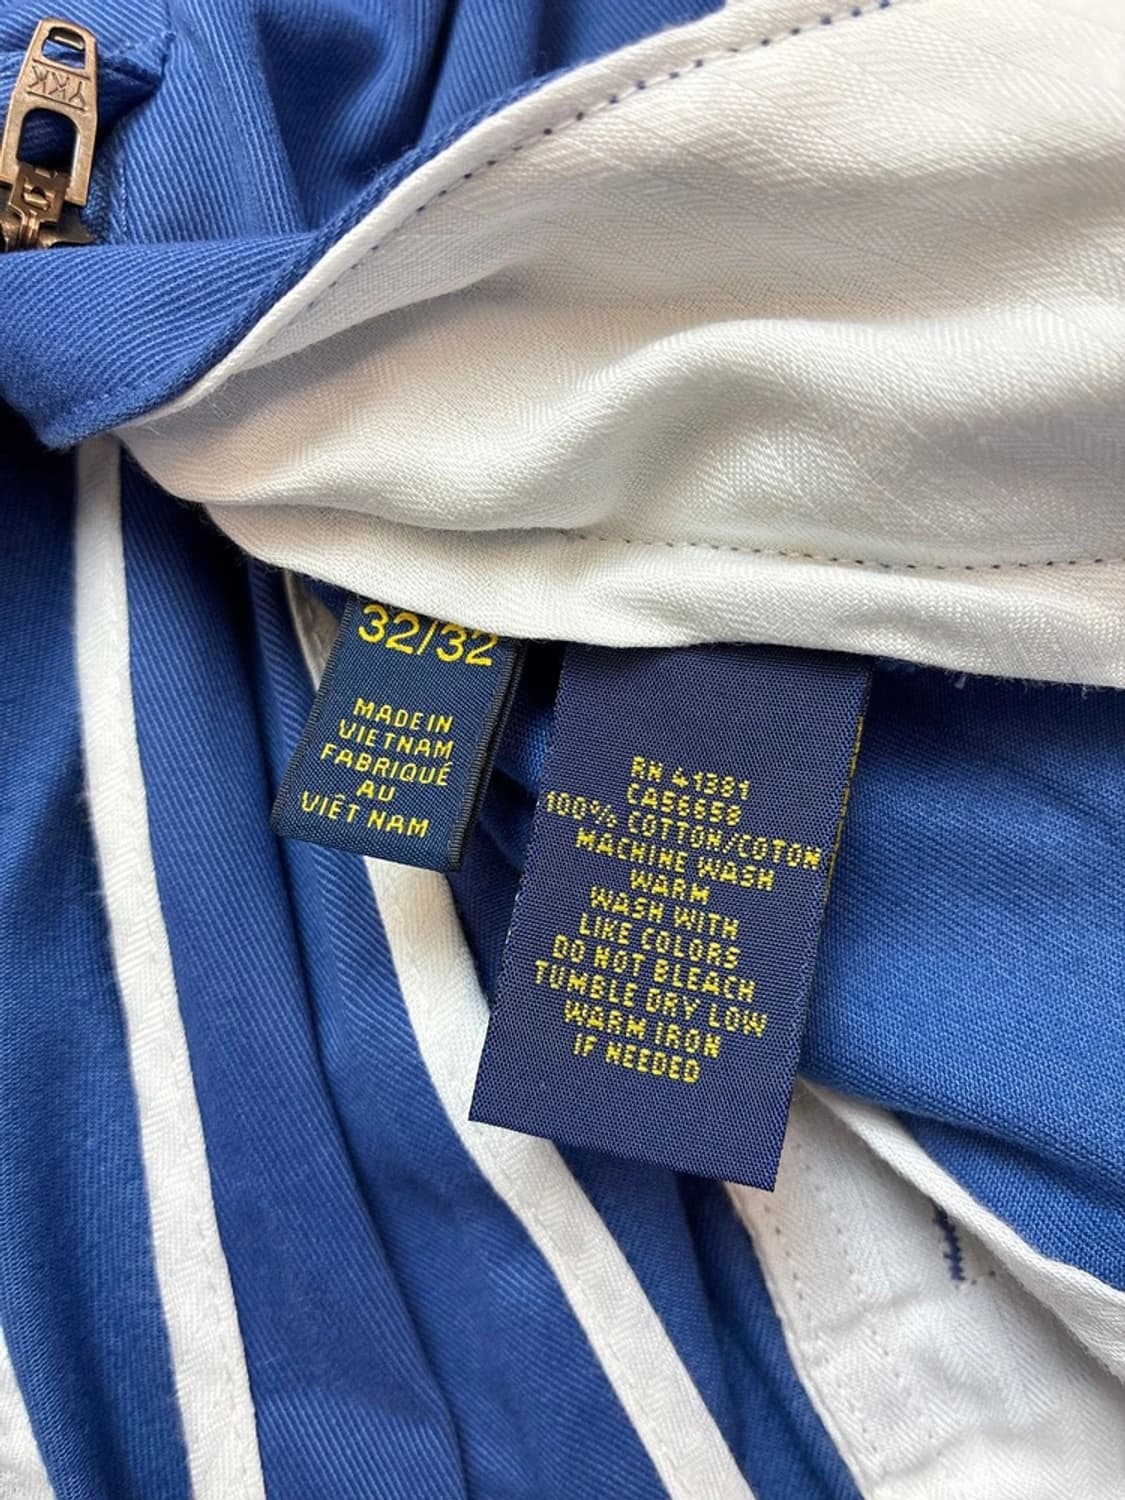 YKK
32/32
MADE IN
VIETNAM
FABRIQUÉ
AU
VIÊT NAM
RN 41381
CA56658
100% COTTON/COTON
MACHINE WASH
WARM
WASH WITH
LIKE COLORS
DO NOT BLEACH
TUMBLE DRY LOW
WARM IRON
IF NEEDED